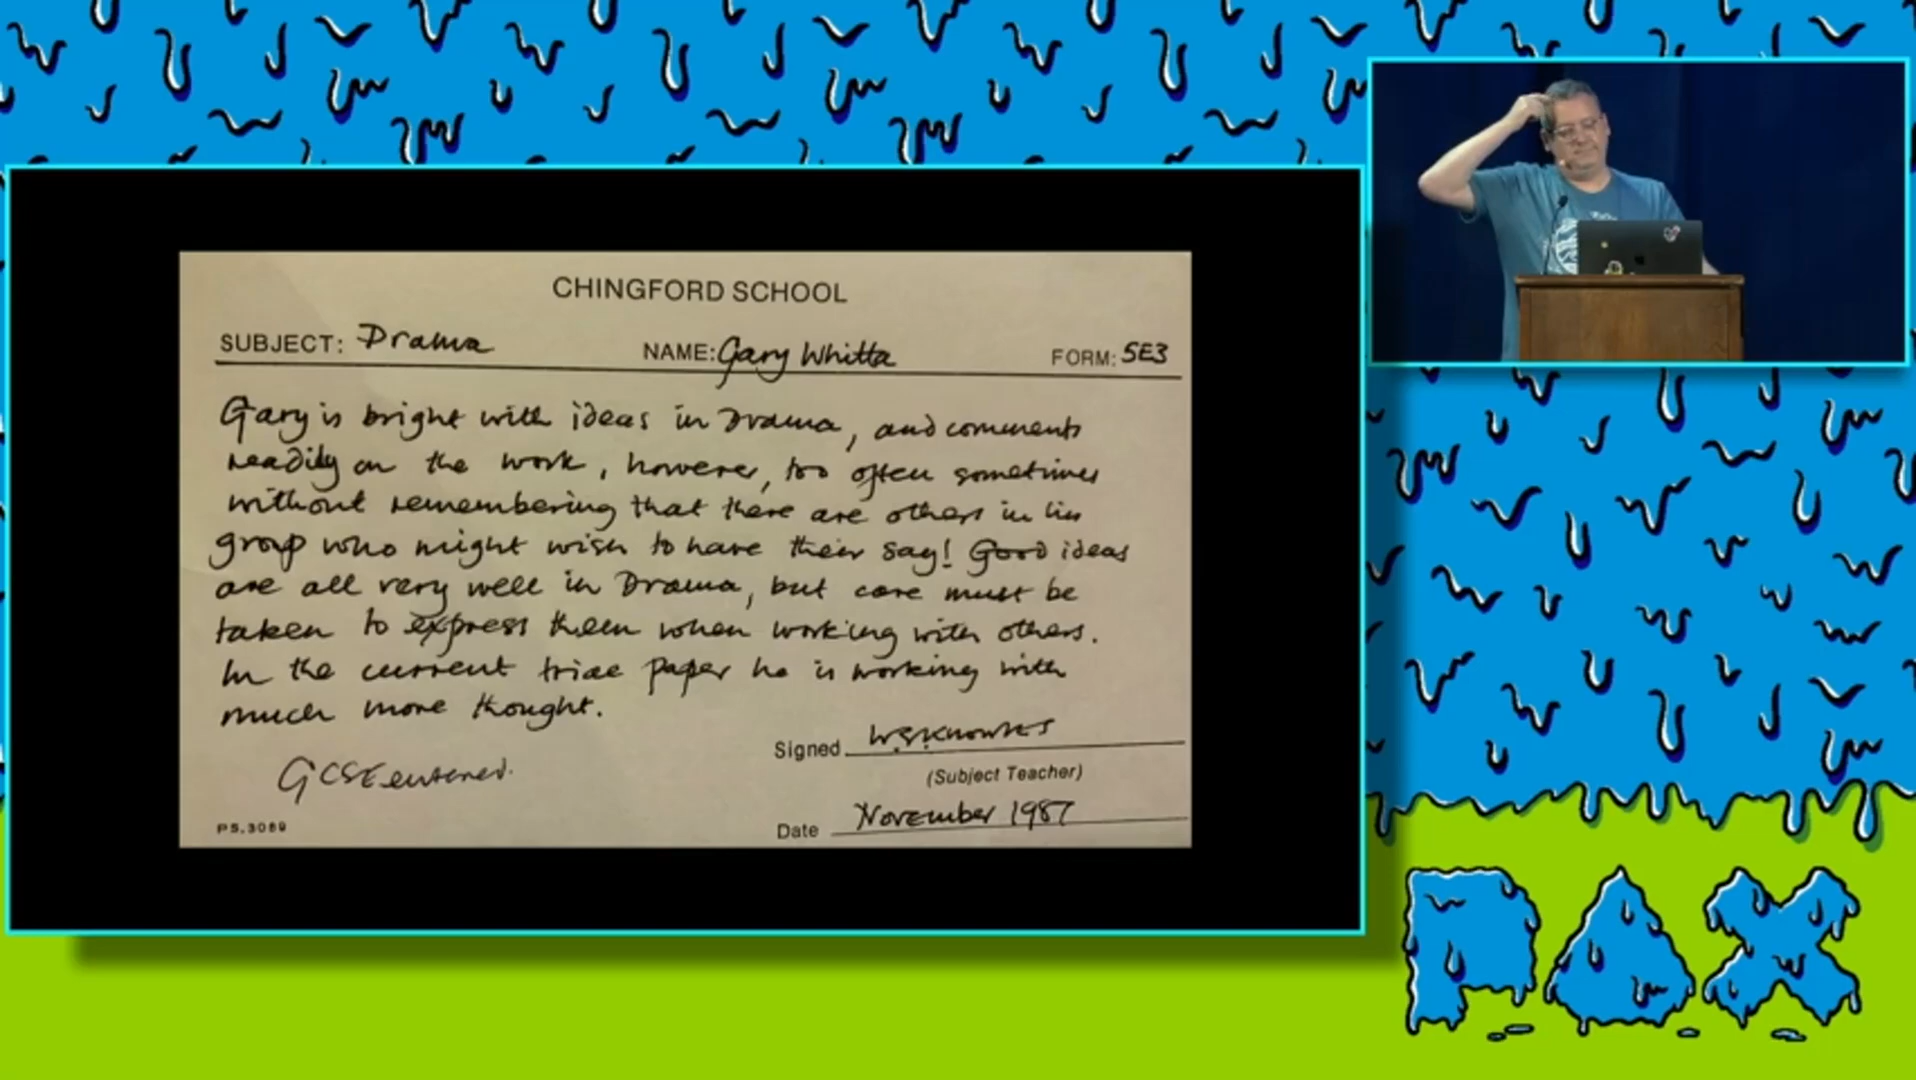 CHINGFORD SCHOOL
SUBJECT: Drama NAME: Gary Whitta FORM: 5E3
Gary is bright with ideas in Drama, and comments
readily on the work, however, too often sometimes
without remembering that there are others in his
group who might wish to have their say! Good ideas
are all very well in Drama, but care must be
taken to express them when working with others.
In the current trial paper he is working with
much more thought.
Signed
(Subject Teacher)
GCSE entered.
Date November 1987
PS.3069
PAX